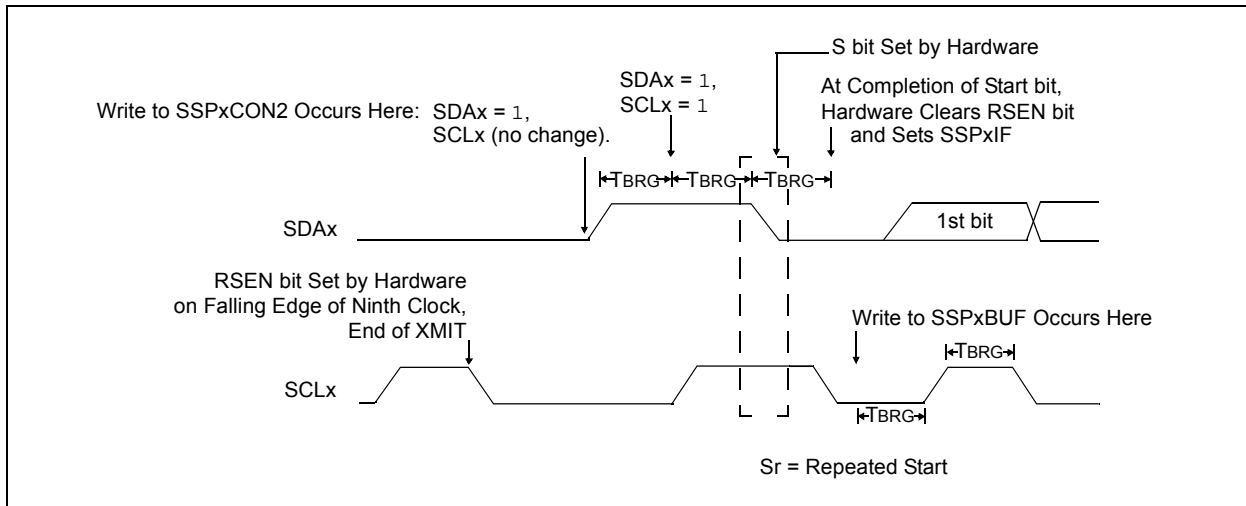 S bit Set by Hardware
SDAx = 1,
SCLx = 1
At Completion of Start bit,
Hardware Clears RSEN bit
and Sets SSPxIF
Write to SSPxCON2 Occurs Here: SDAx = 1,
SCLx (no change).
TBRG TBRG TBRG
SDAx
1st bit
RSEN bit Set by Hardware
on Falling Edge of Ninth Clock,
End of XMIT
Write to SSPxBUF Occurs Here
TBRG
SCLx
TBRG
Sr = Repeated Start